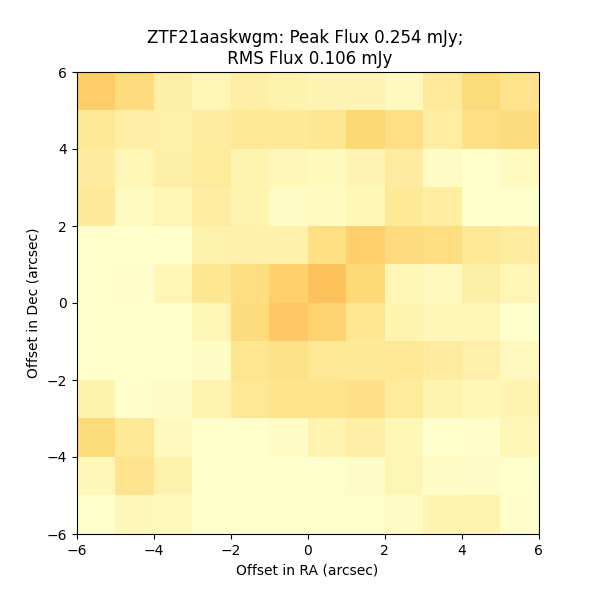 ZTF21aaskwgm: Peak Flux 0.254 mJy;
RMS Flux 0.106 mJy
6
4
2
0
−2
−4
−6
Offset in Dec (arcsec)
−6 −4 −2 0 2 4 6
Offset in RA (arcsec)